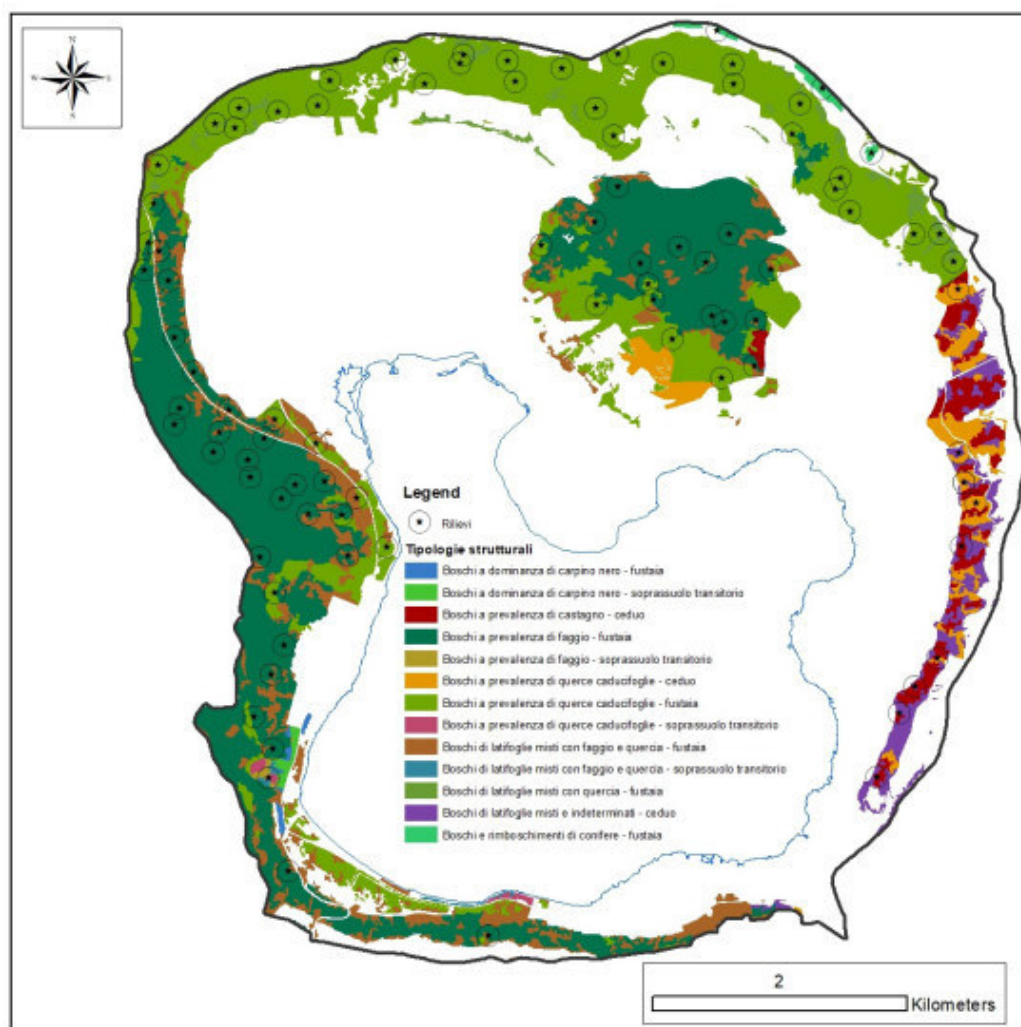 N
W
S
Legend
Rilievi
Tipologie strutturali
Boschi a dominanza di carpino nero - fustaia
Boschi a dominanza di carpino nero - soprassuolo transitorio
Boschi a prevalenza di castagno - ceduo
Boschi a prevalenza di faggio - fustaia
Boschi a prevalenza di faggio - soprassuolo transitorio
Boschi a prevalenza di querce caducifoglie - ceduo
Boschi a prevalenza di querce caducifoglie - fustaia
Boschi a prevalenza di querce caducifoglie - soprassuolo transitorio
Boschi di latifoglie misti con faggio e quercia - fustaia
Boschi di latifoglie misti con faggio e quercia - soprassuolo transitorio
Boschi di latifoglie misti con quercia - fustaia
Boschi di latifoglie misti e indeterminati - ceduo
Boschi e rimboschimenti di conifere - fustaia
2
Kilometers